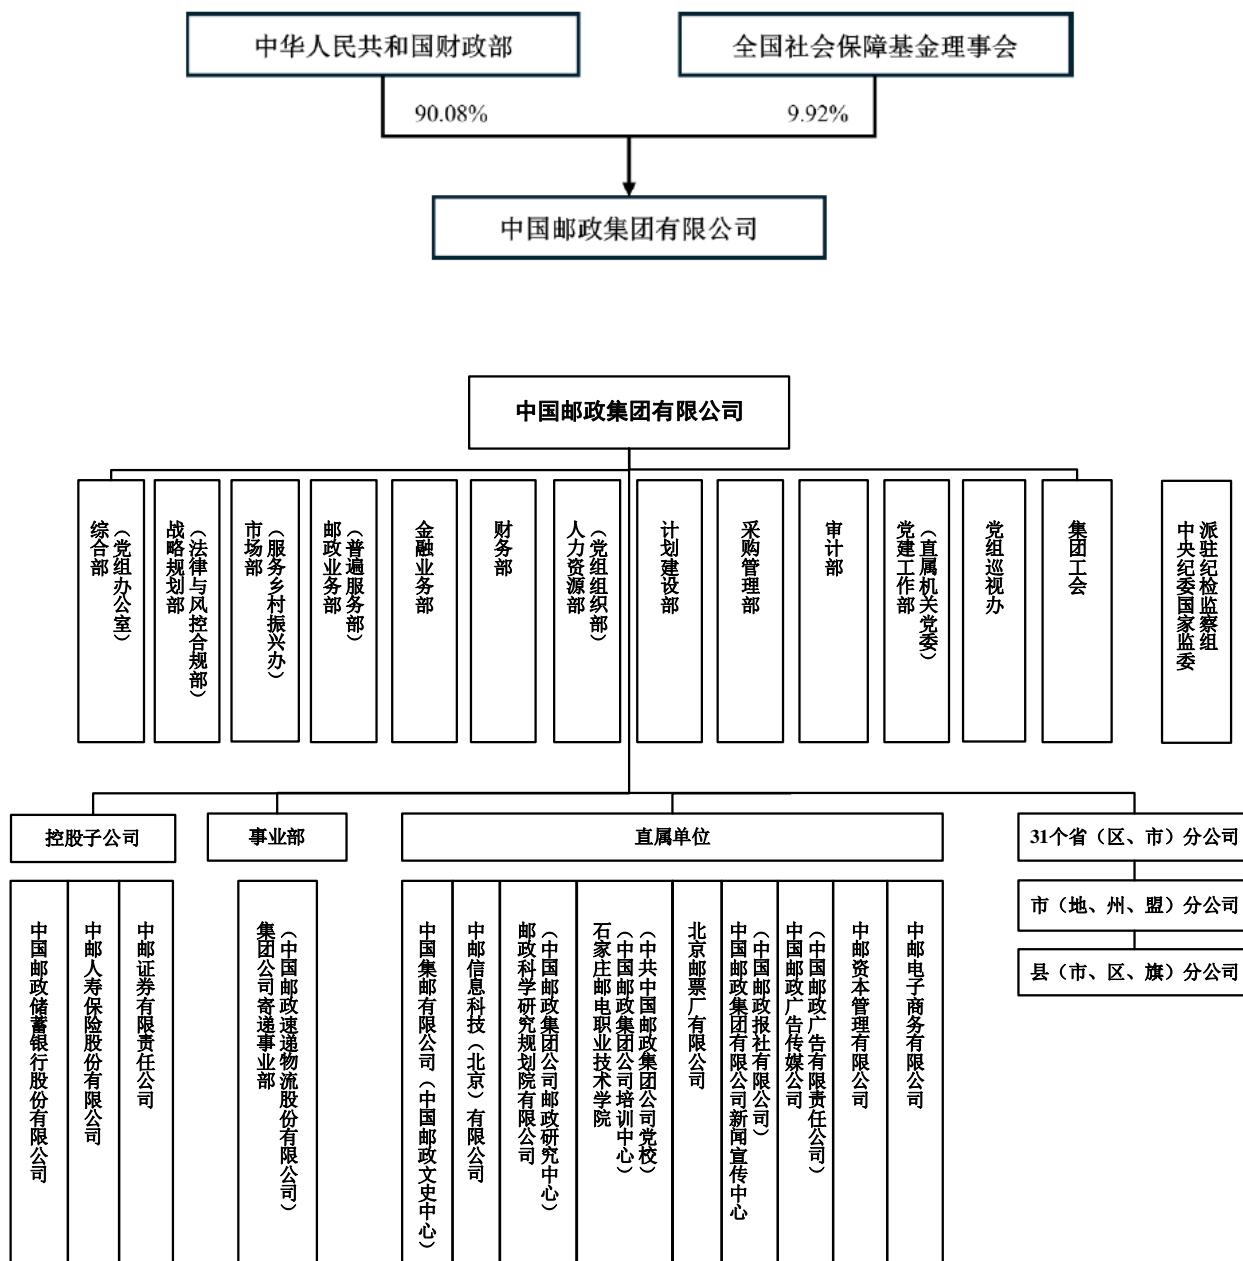 中华人民共和国财政部
全国社会保障基金理事会
90.08%
9.92%
中国邮政集团有限公司
中国邮政集团有限公司
综合部
（党组办公室）
战略规划部
（法律与风控合规部）
市场部
（服务乡村振兴办）
邮政业务部
（普遍服务部）
金融业务部
财务部
人力资源部
（党组组织部）
计划建设部
采购管理部
审计部
党建工作部
（直属机关党委）
党组巡视办
集团工会
中央纪委国家监委
派驻纪检监察组
控股子公司
事业部
直属单位
31个省（区、市）分公司
市（地、州、盟）分公司
县（市、区、旗）分公司
中国邮政储蓄银行股份有限公司
中邮人寿保险股份有限公司
中邮证券有限责任公司
集团公司寄递事业部
（中国邮政速递物流股份有限公司）
中国集邮有限公司（中国邮政文史中心）
中邮信息科技（北京）有限公司
邮政科学研究规划院有限公司
（中国邮政集团公司邮政研究中心）
石家庄邮电职业技术学院
（中国邮政集团公司培训中心）
（中共中国邮政集团公司党校）
北京邮票厂有限公司
中国邮政集团有限公司新闻宣传中心
（中国邮政报社有限公司）
中国邮政广告传媒公司
（中国邮政广告有限责任公司）
中邮资本管理有限公司
中邮电子商务有限公司